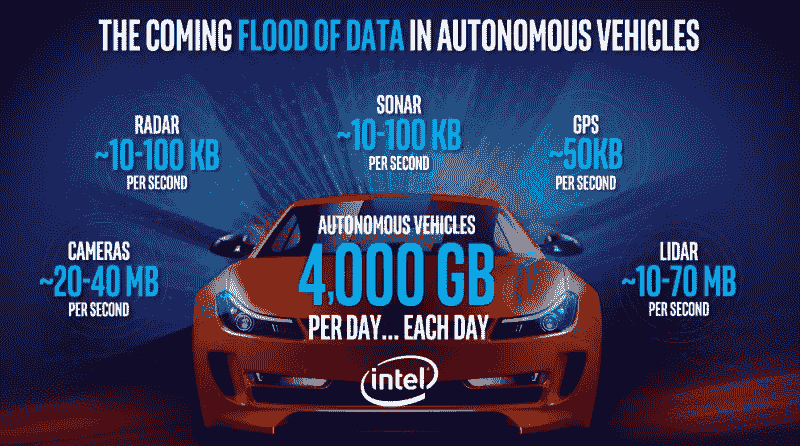 THE COMING FLOOD OF DATA IN AUTONOMOUS VEHICLES
RADAR
~10-100 KB
PER SECOND
SONAR
~10-100 KB
PER SECOND
GPS
~50KB
PER SECOND
CAMERAS
~20-40 MB
PER SECOND
AUTONOMOUS VEHICLES
4,000 GB
PER DAY... EACH DAY
LIDAR
~10-70 MB
PER SECOND
intel